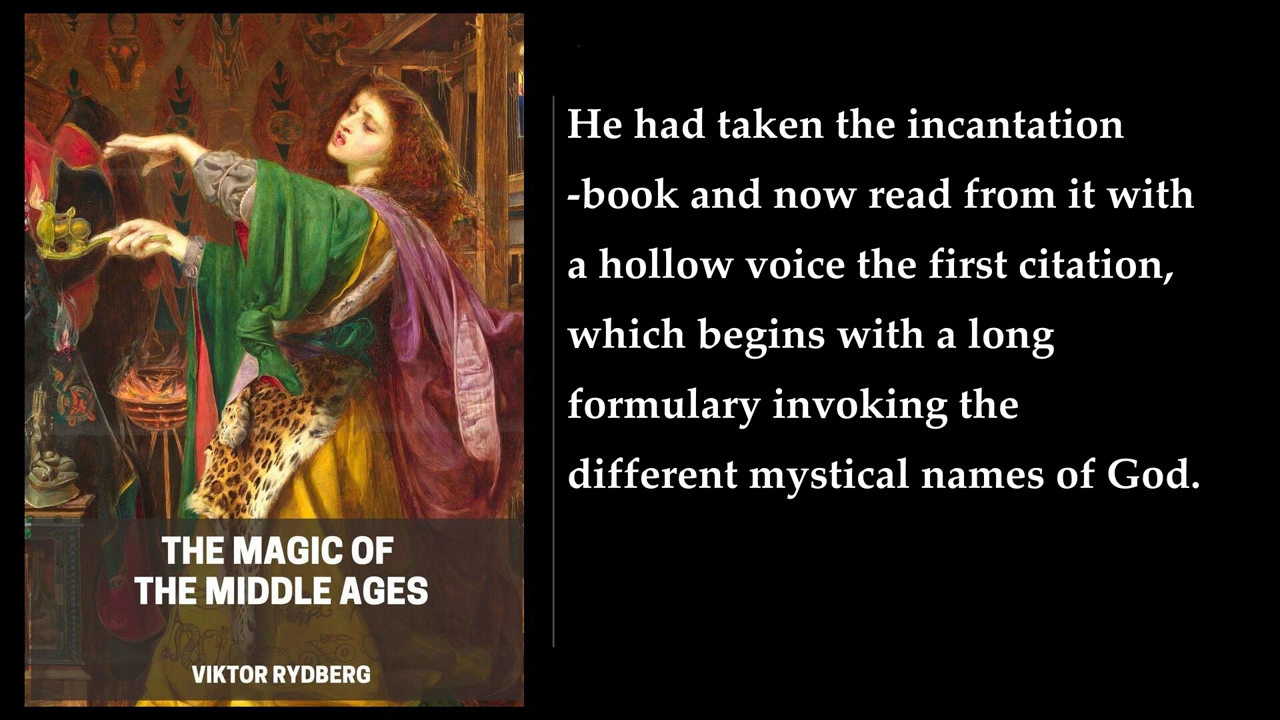 THE MAGIC OF
THE MIDDLE AGES
VIKTOR RYDBERG
He had taken the incantation
-book and now read from it with
a hollow voice the first citation,
which begins with a long
formulary invoking the
different mystical names of God.